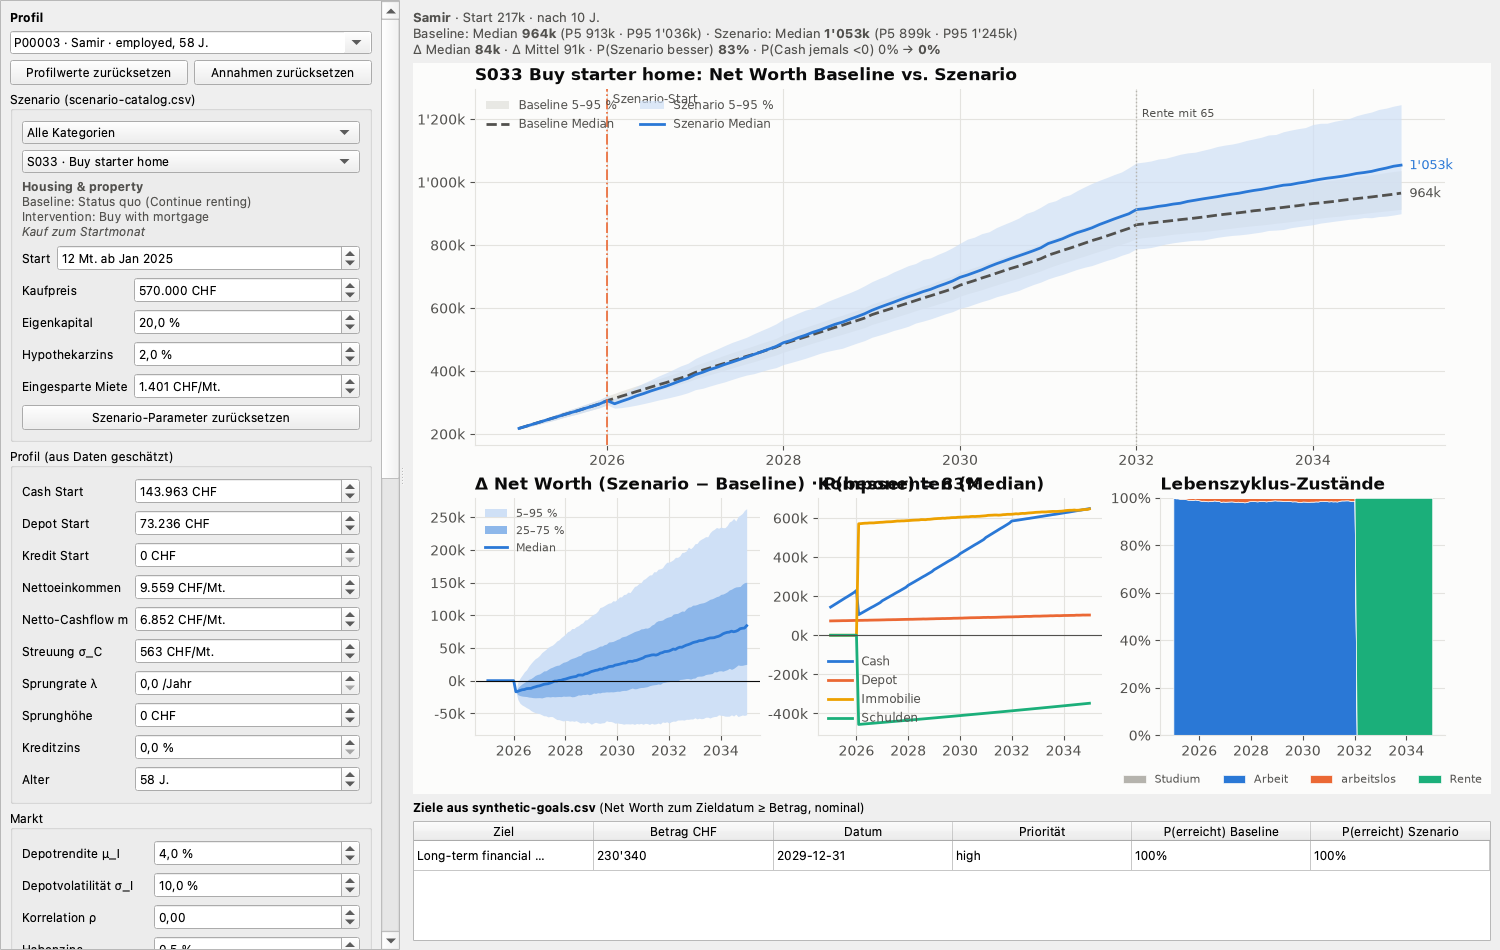 Profil
P00003 · Samir · employed, 58 J.
Profilwerte zurücksetzen
Annahmen zurücksetzen
Szenario (scenario-catalog.csv)
Alle Kategorien
S033 · Buy starter home
Housing & property
Baseline: Status quo (Continue renting)
Intervention: Buy with mortgage
Kauf zum Startmonat
Start 12 Mt. ab Jan 2025
Kaufpreis 570.000 CHF
Eigenkapital 20,0 %
Hypothekarzins 2,0 %
Eingesparte Miete 1.401 CHF/Mt.
Szenario-Parameter zurücksetzen
Profil (aus Daten geschätzt)
Cash Start 143.963 CHF
Depot Start 73.236 CHF
Kredit Start 0 CHF
Nettoeinkommen 9.559 CHF/Mt.
Netto-Cashflow m 6.852 CHF/Mt.
Streuung σ_C 563 CHF/Mt.
Sprungrate λ 0,0 /Jahr
Sprunghöhe 0 CHF
Kreditzins 0,0 %
Alter 58 J.
Markt
Depotrendite μ_I 4,0 %
Depotvolatilität σ_I 10,0 %
Korrelation ρ 0,00
Samir · Start 217k · nach 10 J.
Baseline: Median 964k (P5 913k · P95 1'036k) · Szenario: Median 1'053k (P5 899k · P95 1'245k)
Δ Median 84k · Δ Mittel 91k · P(Szenario besser) 83% · P(Cash jemals <0) 0% → 0%
S033 Buy starter home: Net Worth Baseline vs. Szenario
Szenario-Start
Baseline 5–95 % Szenario 5–95 %
Baseline Median Szenario Median
Rente mit 65
1'053k
964k
1'200k
1'000k
800k
600k
400k
200k
2026 2028 2030 2032 2034
Δ Net Worth (Szenario − Baseline) · P(besser) = 83%
5–95 %
25–75 %
Median
250k
200k
150k
100k
50k
0k
-50k
2026 2028 2030 2032 2034
Komponenten (Median)
600k
400k
200k
0k
-200k
-400k
Cash
Depot
Immobilie
Schulden
2026 2028 2030 2032 2034
Lebenszyklus-Zustände
100%
80%
60%
40%
20%
0%
2026 2028 2030 2032 2034
Studium Arbeit arbeitslos Rente
Ziele aus synthetic-goals.csv (Net Worth zum Zieldatum ≥ Betrag, nominal)
Ziel Betrag CHF Datum Priorität P(erreicht) Baseline P(erreicht) Szenario
Long-term financial ... 230'340 2029-12-31 high 100% 100%